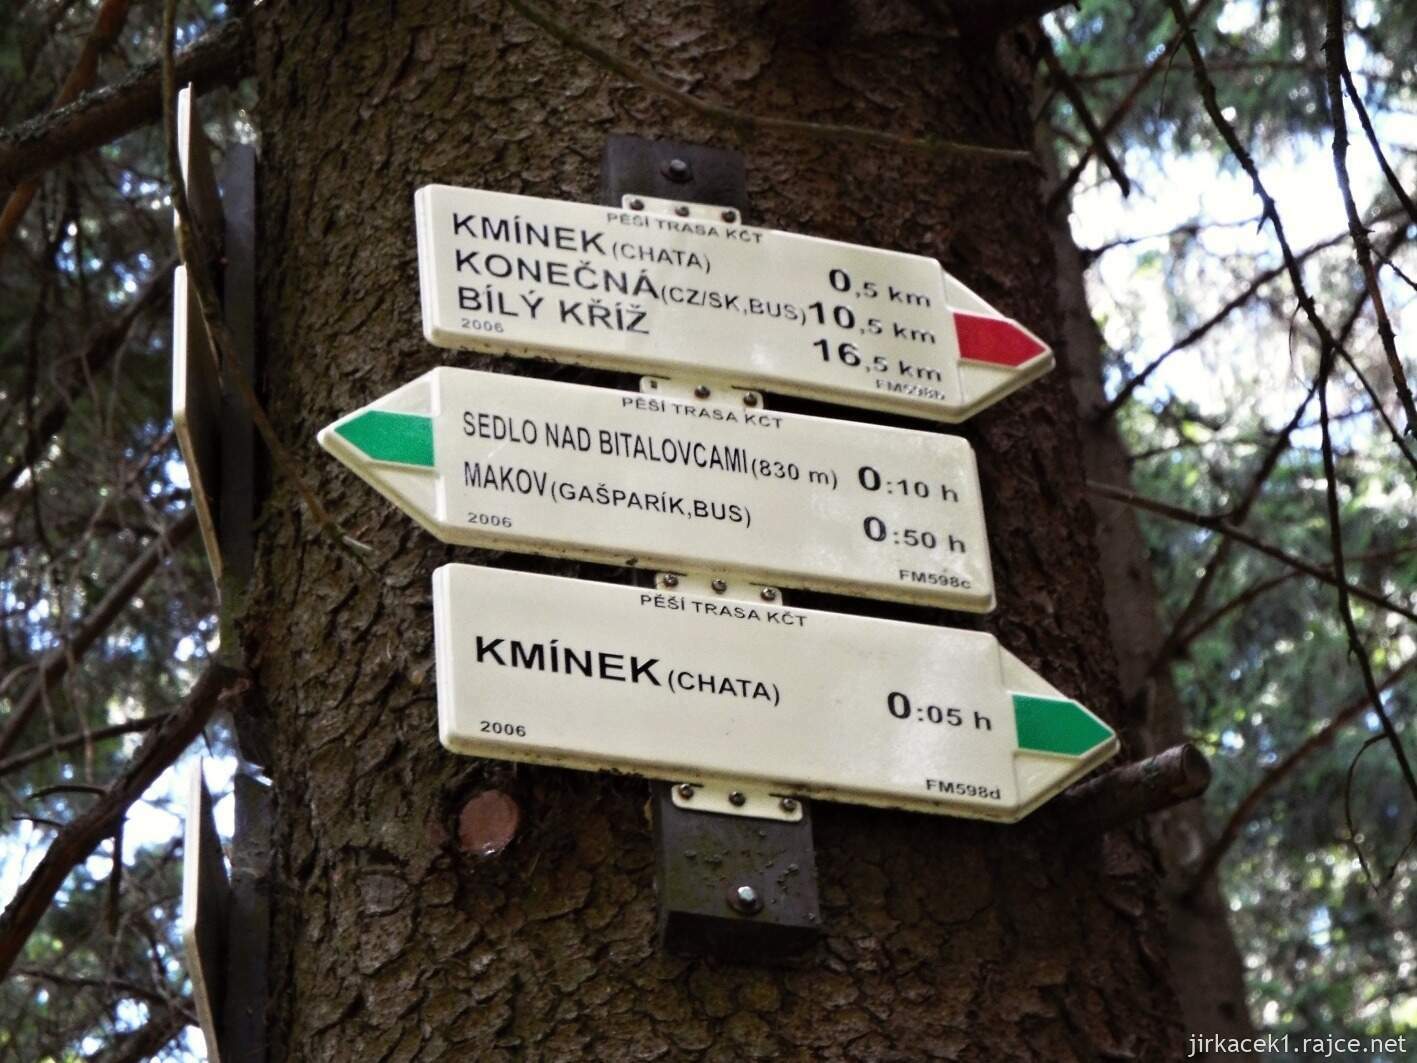 PĚŠÍ TRASA KČT
KMÍNEK (CHATA) 0,5 km
KONEČNÁ (CZ/SK,BUS) 10,5 km
BÍLÝ KŘÍŽ 16,5 km
2006 FM598b
PĚŠÍ TRASA KČT
SEDLO NAD BITALOVCAMI (830 m) 0:10 h
MAKOV (GAŠPARÍK,BUS) 0:50 h
2006 FM598c
PĚŠÍ TRASA KČT
KMÍNEK (CHATA) 0:05 h
2006 FM598d
jirkacek1.rajce.net